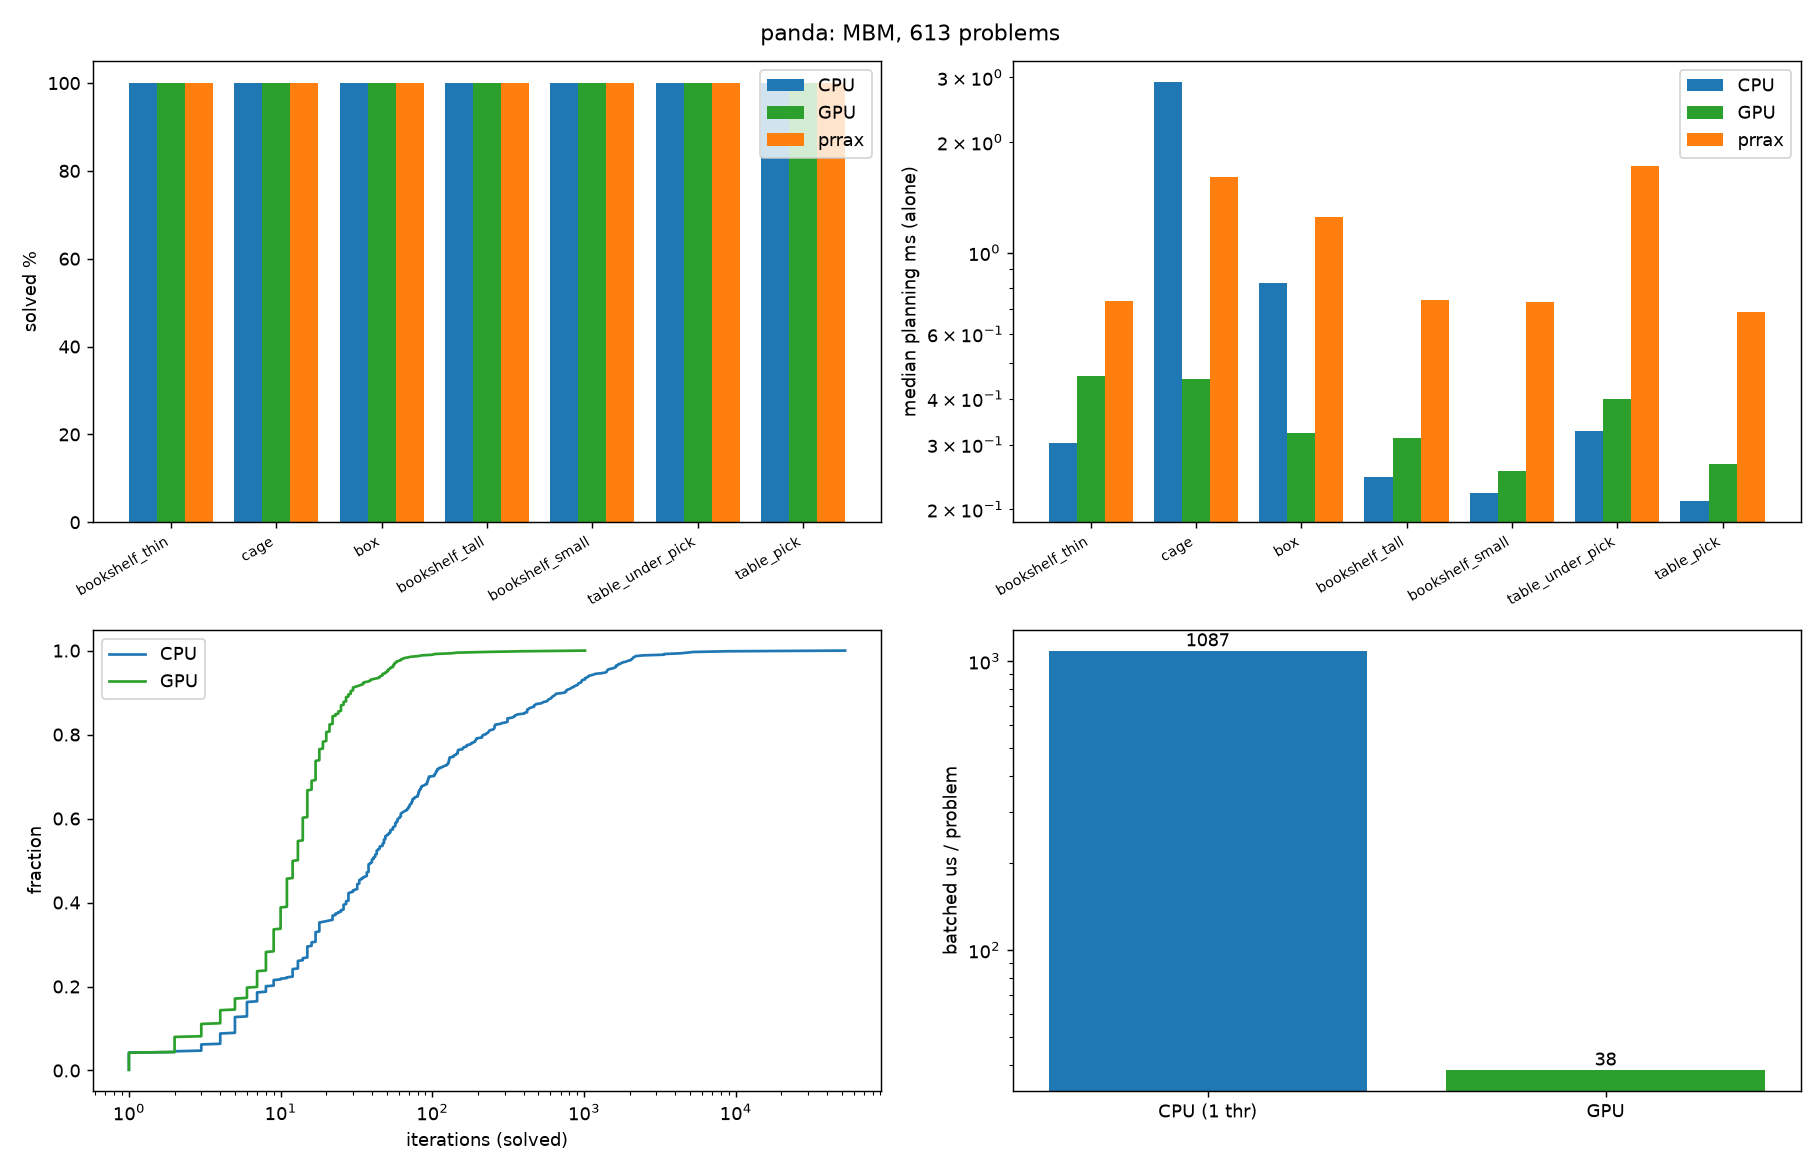 panda: MBM, 613 problems
solved %
100
80
60
40
20
0
CPU
GPU
prrax
bookshelf_thin
cage
box
bookshelf_tall
bookshelf_small
table_under_pick
table_pick
median planning ms (alone)
3 × 10⁰
2 × 10⁰
10⁰
6 × 10⁻¹
4 × 10⁻¹
3 × 10⁻¹
2 × 10⁻¹
CPU
GPU
prrax
bookshelf_thin
cage
box
bookshelf_tall
bookshelf_small
table_under_pick
table_pick
fraction
1.0
0.8
0.6
0.4
0.2
0.0
CPU
GPU
10⁰ 10¹ 10² 10³ 10⁴
iterations (solved)
batched us / problem
10³
10²
1087
38
CPU (1 thr) GPU